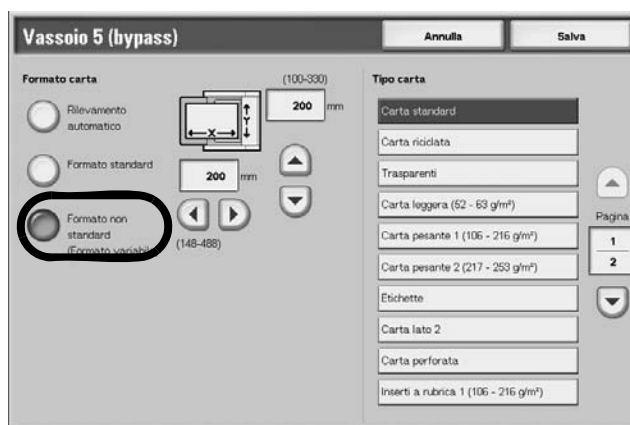 Vassoio 5 (bypass)
Annulla
Salva
Formato carta
Rilevamento
automatico
Formato standard
Formato non
standard
(Formato variabil
(100-330)
200 mm
X
Y
200 mm
(148-488)
Tipo carta
Carta standard
Carta riciclata
Trasparenti
Carta leggera (52 - 63 g/m²)
Carta pesante 1 (106 - 216 g/m²)
Carta pesante 2 (217 - 253 g/m²)
Etichette
Carta lato 2
Carta perforata
Inserti a rubrica 1 (106 - 216 g/m²)
Pagina
1
2